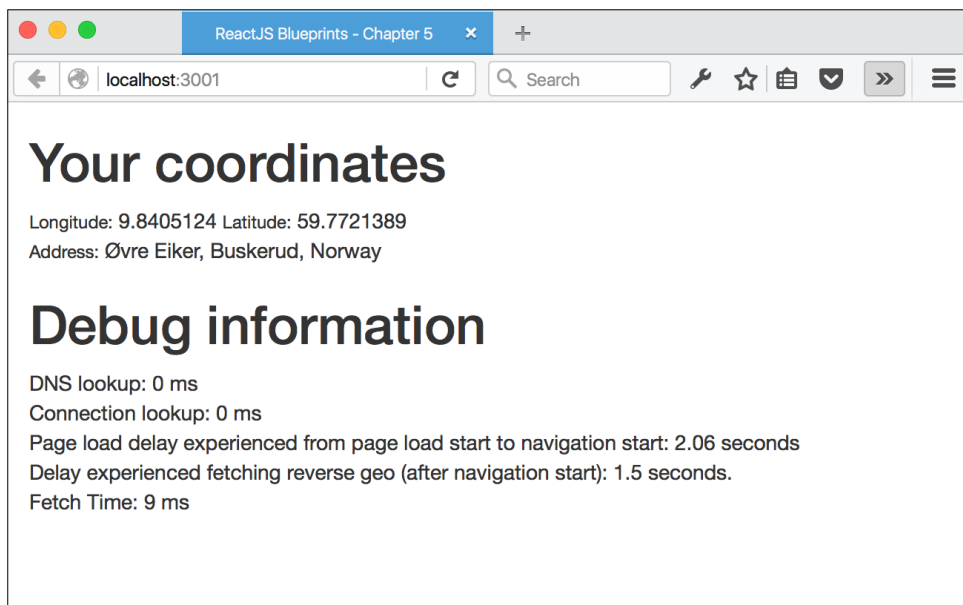 ReactJS Blueprints - Chapter 5
localhost:3001
Search
Your coordinates
Longitude: 9.8405124 Latitude: 59.7721389
Address: Øvre Eiker, Buskerud, Norway
Debug information
DNS lookup: 0 ms
Connection lookup: 0 ms
Page load delay experienced from page load start to navigation start: 2.06 seconds
Delay experienced fetching reverse geo (after navigation start): 1.5 seconds.
Fetch Time: 9 ms